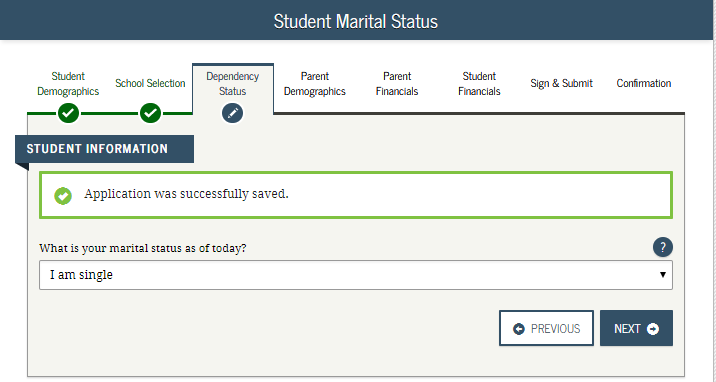 Student Marital Status
Student
Demographics
School Selection
Dependency
Status
Parent
Demographics
Parent
Financials
Student
Financials
Sign & Submit
Confirmation
STUDENT INFORMATION
Application was successfully saved.
What is your marital status as of today?
?
I am single
PREVIOUS
NEXT